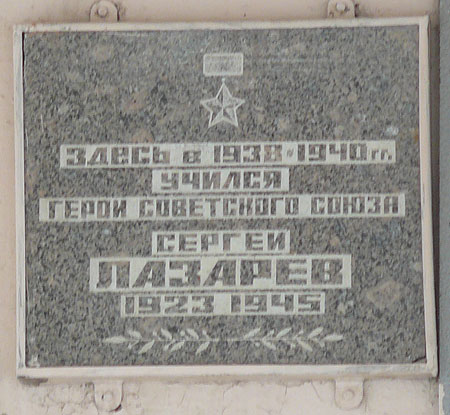 ЗДЕСЬ В 1938-1940 ГГ.
УЧИЛСЯ
ГЕРОЙ СОВЕТСКОГО СОЮЗА
СЕРГЕЙ
ЛАЗАРЕВ
1923 1945